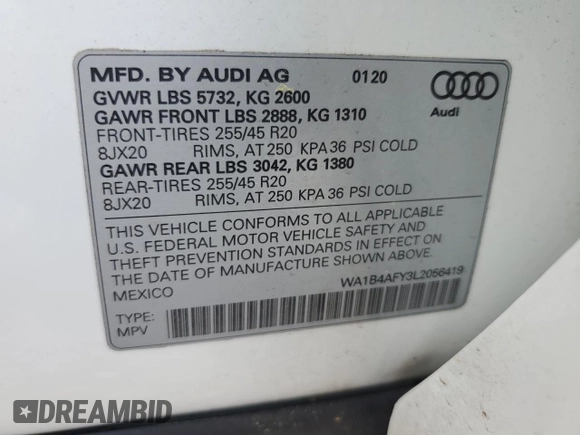 MFD. BY AUDI AG 01 20
GVWR LBS 5732, KG 2600
GAWR FRONT LBS 2888, KG 1310
FRONT-TIRES 255/45 R20
8JX20 RIMS, AT 250 KPA 36 PSI COLD
GAWR REAR LBS 3042, KG 1380
REAR-TIRES 255/45 R20
8JX20 RIMS, AT 250 KPA 36 PSI COLD
Audi
THIS VEHICLE CONFORMS TO ALL APPLICABLE
U.S. FEDERAL MOTOR VEHICLE SAFETY AND
THEFT PREVENTION STANDARDS IN EFFECT ON
THE DATE OF MANUFACTURE SHOWN ABOVE.
MEXICO
WA1B4AFY3L2056419
TYPE:
MPV
DREAMBID